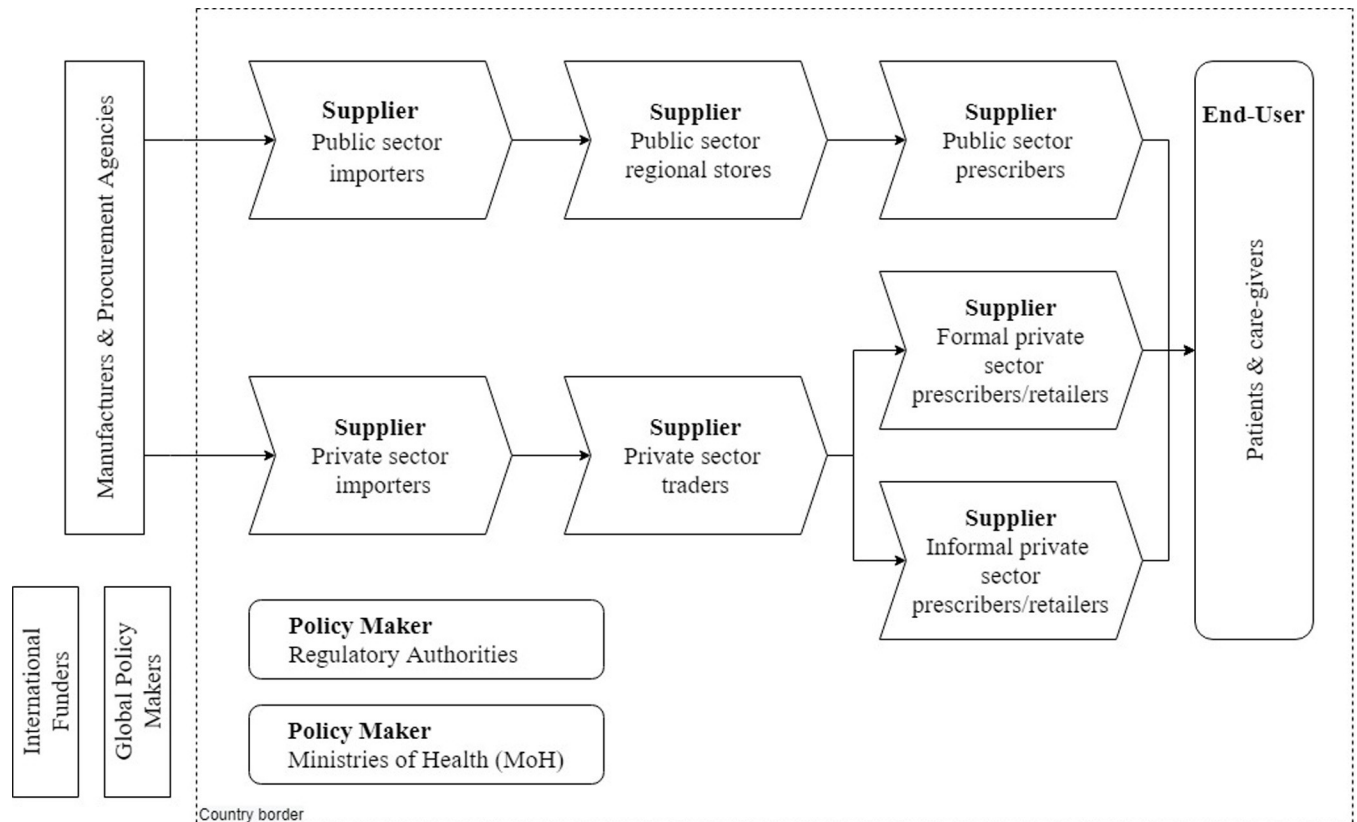 Manufacturers & Procurement Agencies
Supplier
Public sector
importers
Supplier
Public sector
regional stores
Supplier
Public sector
prescribers
End-User
Patients & care-givers
Supplier
Formal private
sector
prescribers/retailers
Supplier
Private sector
importers
Supplier
Private sector
traders
Supplier
Informal private
sector
prescribers/retailers
International
Funders
Global Policy
Makers
Policy Maker
Regulatory Authorities
Policy Maker
Ministries of Health (MoH)
Country border